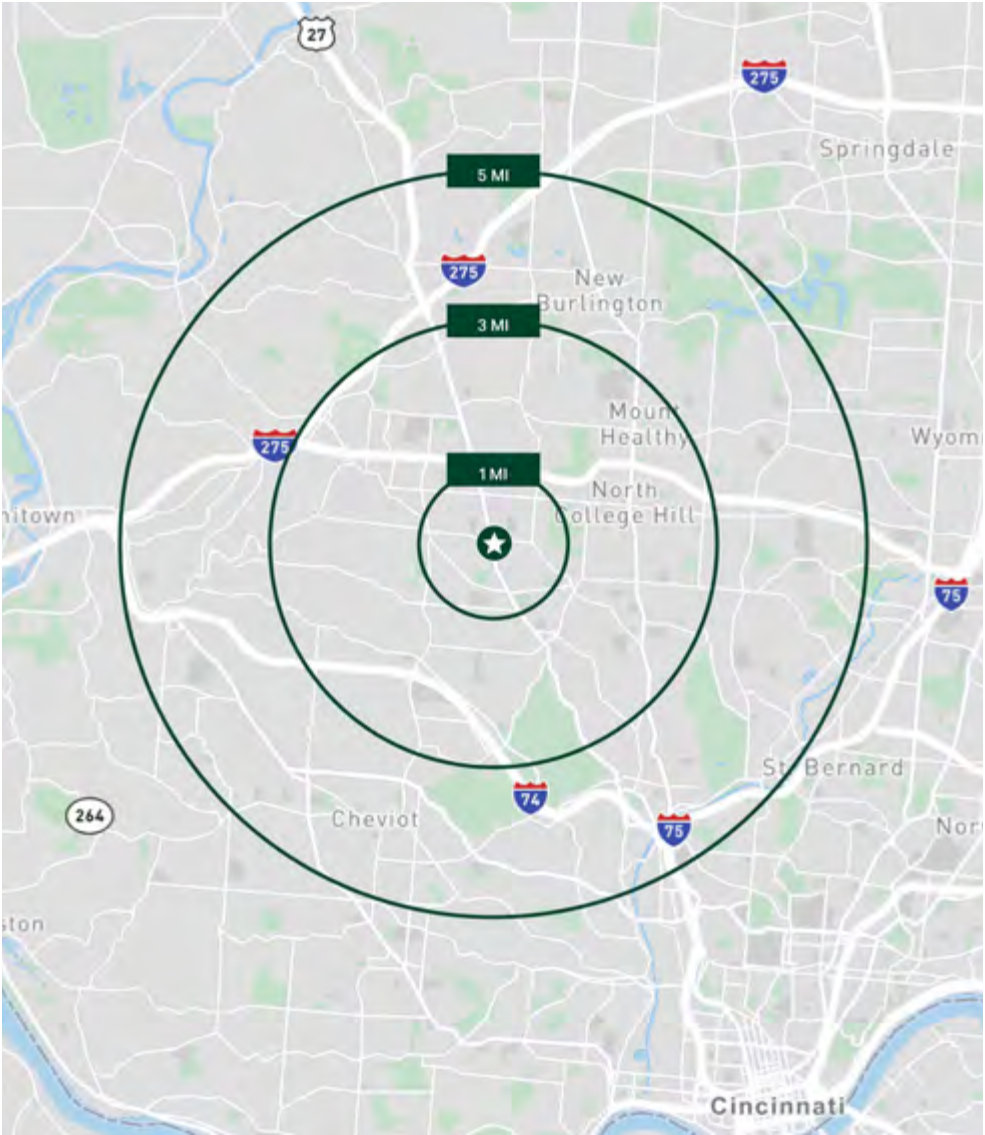 27
275
Springdale
5 MI
275
New
Burlington
3 MI
Mount
Healthy
275
Wyom
1 MI
North
College Hill
nitown
75
St. Bernard
74
264
Cheviot
75
Nor
ston
Cincinnati